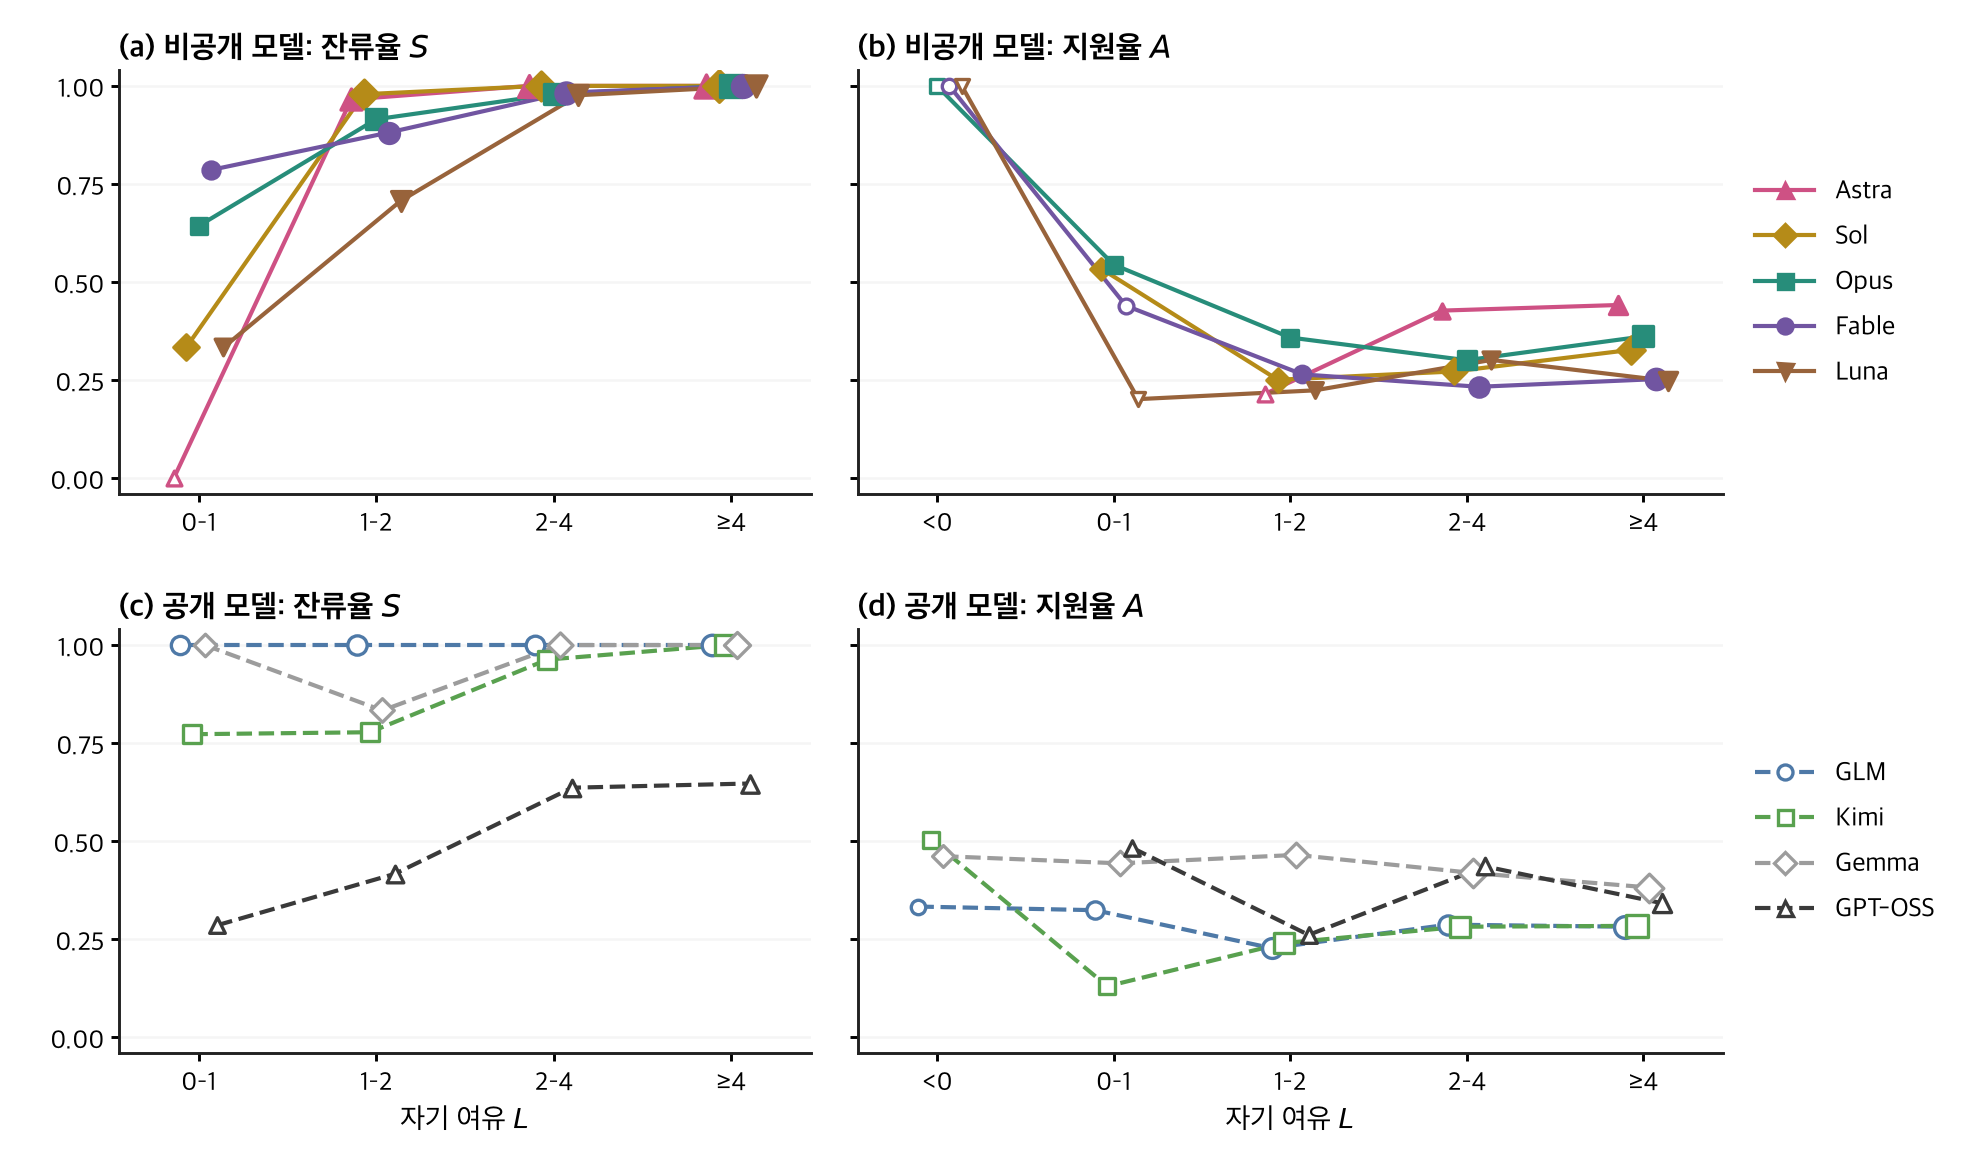 (a) 비공개 모델: 잔류율 S
(b) 비공개 모델: 지원율 A
1.00
0.75
0.50
0.25
0.00
0-1
1-2
2-4
≥4
<0
0-1
1-2
2-4
≥4
Astra
Sol
Opus
Fable
Luna
(c) 공개 모델: 잔류율 S
(d) 공개 모델: 지원율 A
1.00
0.75
0.50
0.25
0.00
0-1
1-2
2-4
≥4
자기 여유 L
<0
0-1
1-2
2-4
≥4
자기 여유 L
GLM
Kimi
Gemma
GPT-OSS